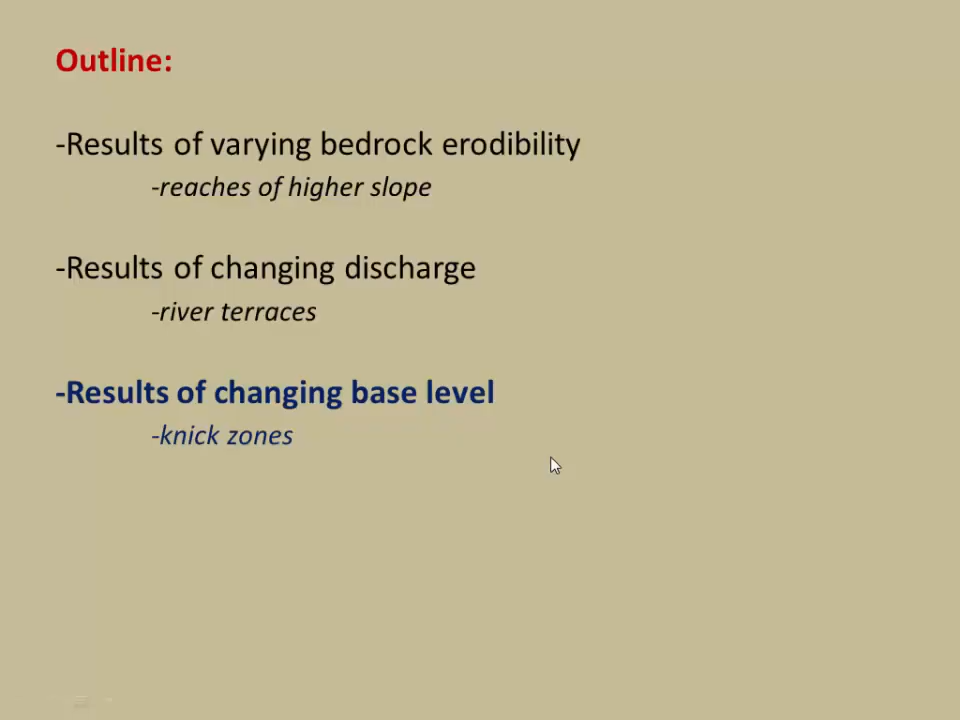 Outline:
-Results of varying bedrock erodibility
-reaches of higher slope
-Results of changing discharge
-river terraces
-Results of changing base level
-knick zones